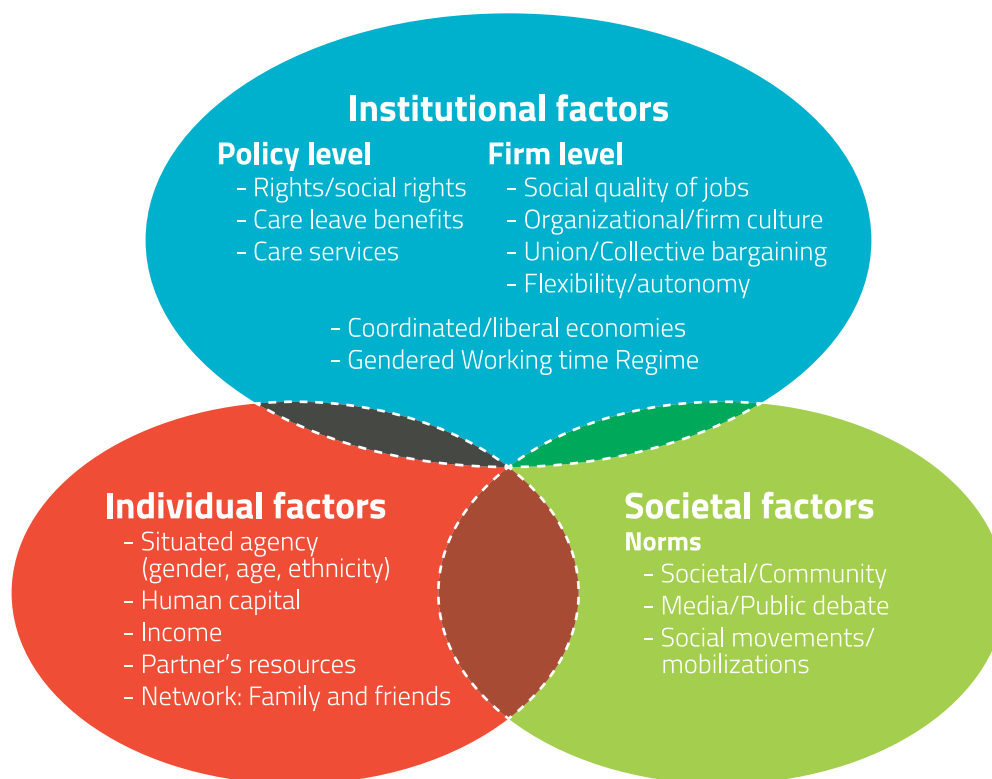 Institutional factors
Policy level
- Rights/social rights
- Care leave benefits
- Care services
Firm level
- Social quality of jobs
- Organizational/firm culture
- Union/Collective bargaining
- Flexibility/autonomy
- Coordinated/liberal economies
- Gendered Working time Regime
Individual factors
- Situated agency
(gender, age, ethnicity)
- Human capital
- Income
- Partner's resources
- Network: Family and friends
Societal factors
Norms
- Societal/Community
- Media/Public debate
- Social movements/
mobilizations